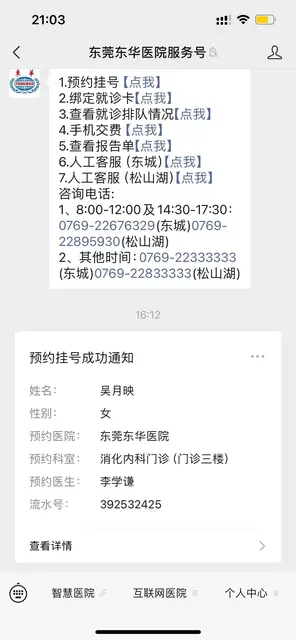 21:03
东莞东华医院服务号
1.预约挂号【点我】
2.绑定就诊卡【点我】
3.查看就诊排队情况【点我】
4.手机交费【点我】
5.查看报告单【点我】
6.人工客服（东城）【点我】
7.人工客服（松山湖）【点我】
咨询电话：
1、8:00-12:00及14:30-17:30：
0769-22676329(东城)0769-
22895930(松山湖)
2、其他时间：0769-22333333
(东城)0769-22833333(松山湖)
16:12
预约挂号成功通知
姓名： 吴月映
性别： 女
预约医院： 东莞东华医院
预约科室： 消化内科门诊（门诊三楼）
预约医生： 李学谦
流水号： 392532425
查看详情
智慧医院 互联网医院 个人中心